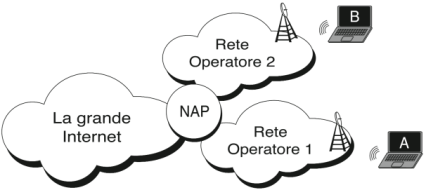 B
Rete
Operatore 2
La grande
Internet
NAP
Rete
Operatore 1
A